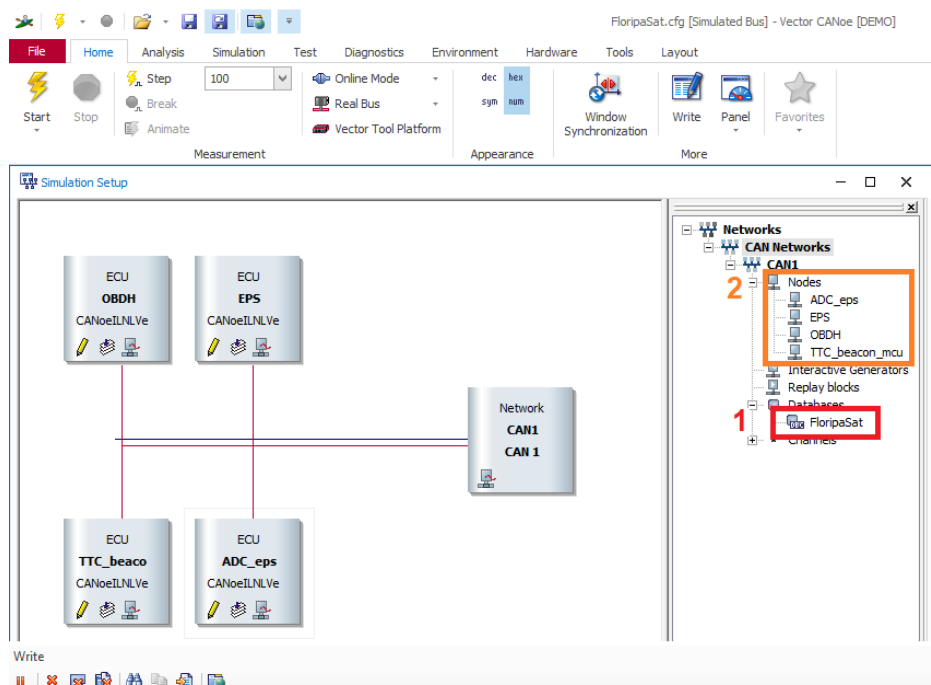 FloripaSat.cfg [Simulated Bus] - Vector CANoe [DEMO]
File Home Analysis Simulation Test Diagnostics Environment Hardware Tools Layout
Step 100 Online Mode dec hex
Break Real Bus sym num
Start Stop Animate Vector Tool Platform Window Synchronization Write Panel Favorites
Measurement Appearance More
Simulation Setup
Networks
CAN Networks
CAN1
2 Nodes
ADC_eps
EPS
OBDH
TTC_beacon_mcu
Interactive Generators
Replay blocks
Databases
1 FloripaSat
Channels
ECU
OBDH
CANoeILNLVe
ECU
EPS
CANoeILNLVe
Network
CAN1
CAN 1
ECU
TTC_beaco
CANoeILNLVe
ECU
ADC_eps
CANoeILNLVe
Write